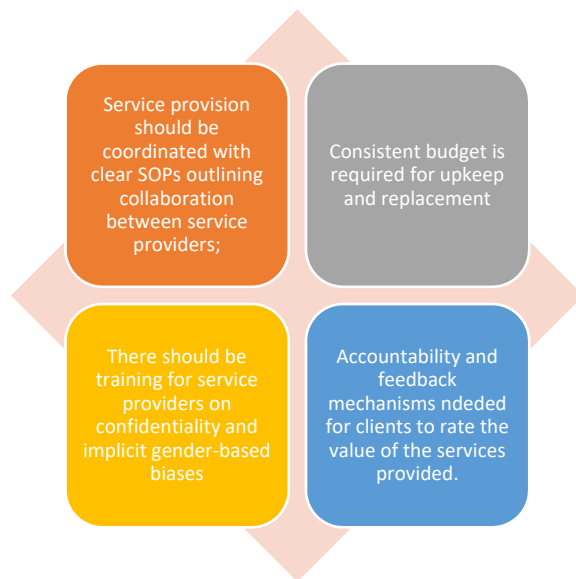 Service provision
should be
coordinated with
clear SOPs outlining
collaboration
between service
providers;
Consistent budget is
required for upkeep
and replacement
There should be
training for service
providers on
confidentiality and
implicit gender-based
biases
Accountability and
feedback
mechanisms ndeded
for clients to rate the
value of the services
provided.